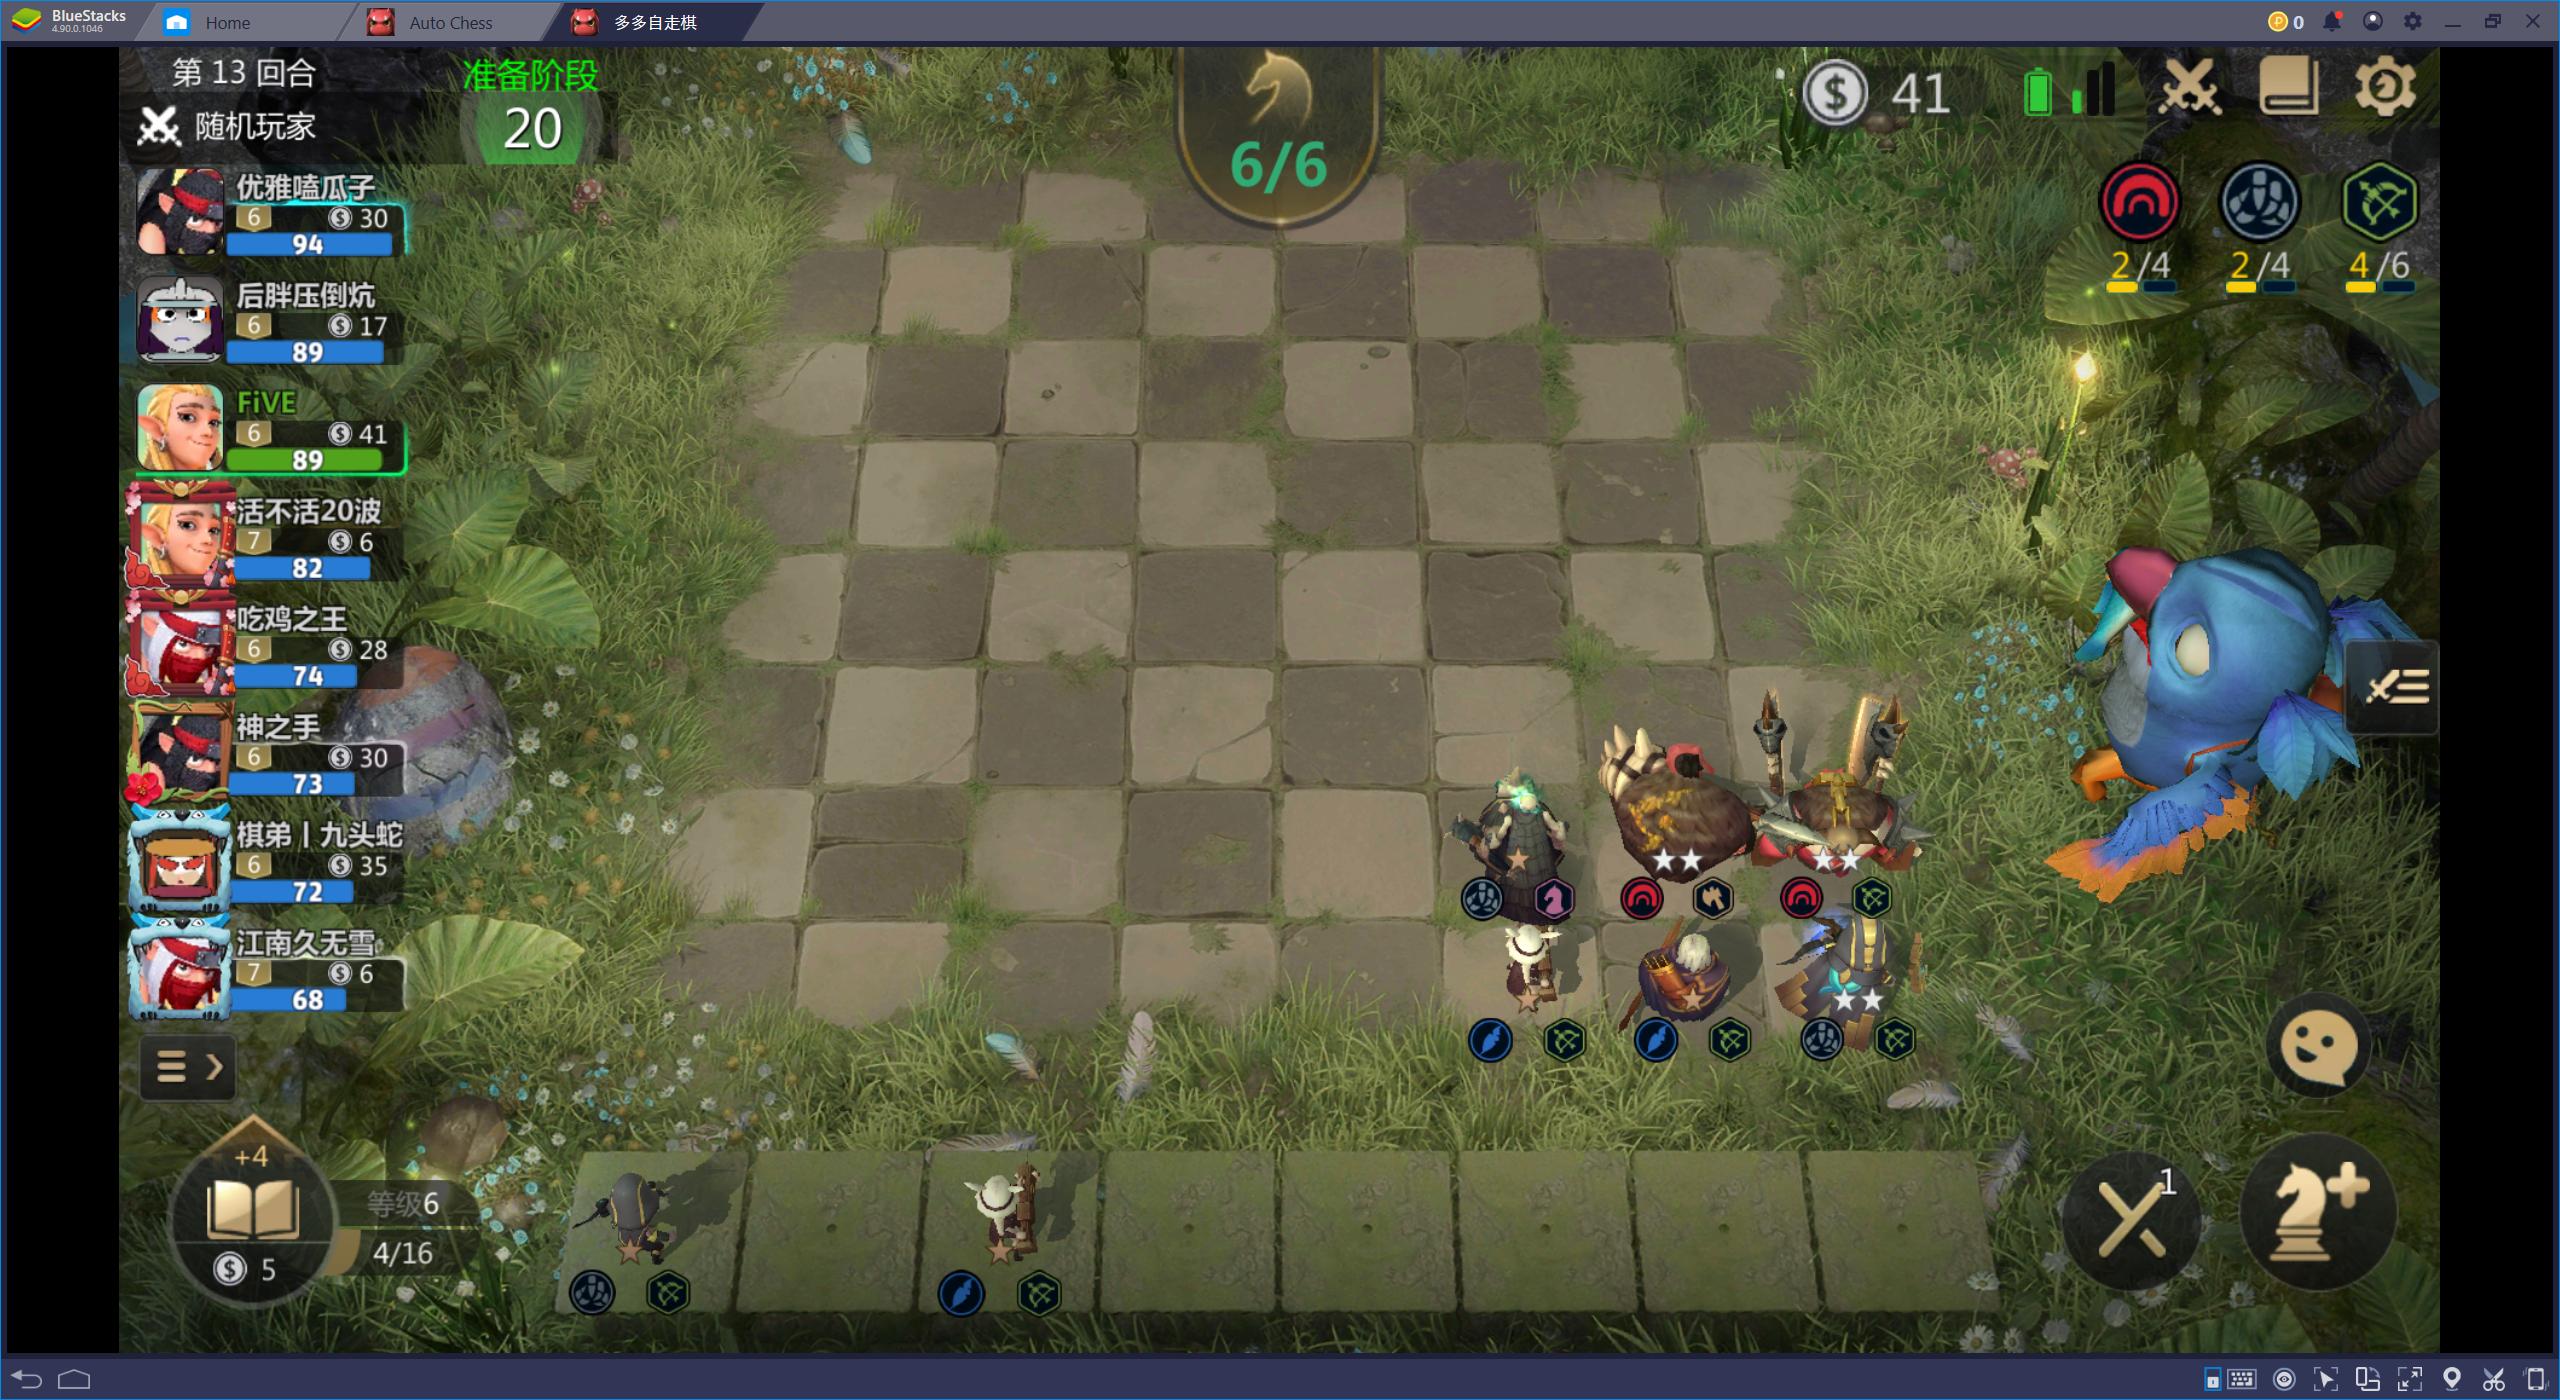 BlueStacks
4.90.0.1046
Home
Auto Chess
多多自走棋
0
第 13 回合
随机玩家
准备阶段
20
6/6
41
2/4
2/4
4/6
优雅嗑瓜子
6
30
94
后胖压倒炕
6
17
89
FiVE
6
41
89
活不活20波
7
6
82
吃鸡之王
6
28
74
神之手
6
30
73
棋弟丨九头蛇
6
35
72
江南久无雪
7
6
68
+4
5
等级6
4/16
1